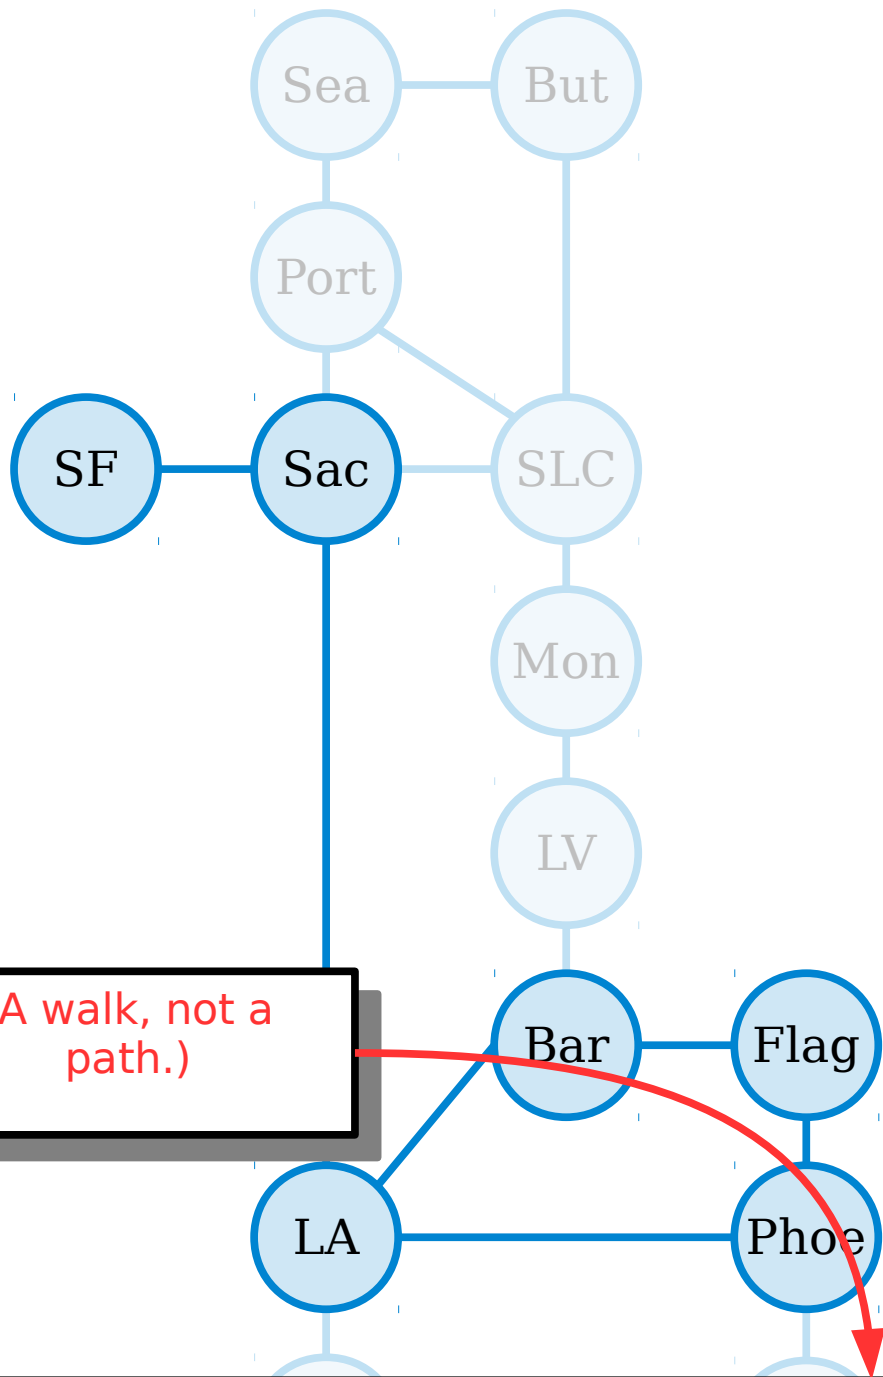 Sea
But
Port
SF
Sac
SLC
Mon
LV
A walk, not a
path.)
Bar
Flag
LA
Phoe